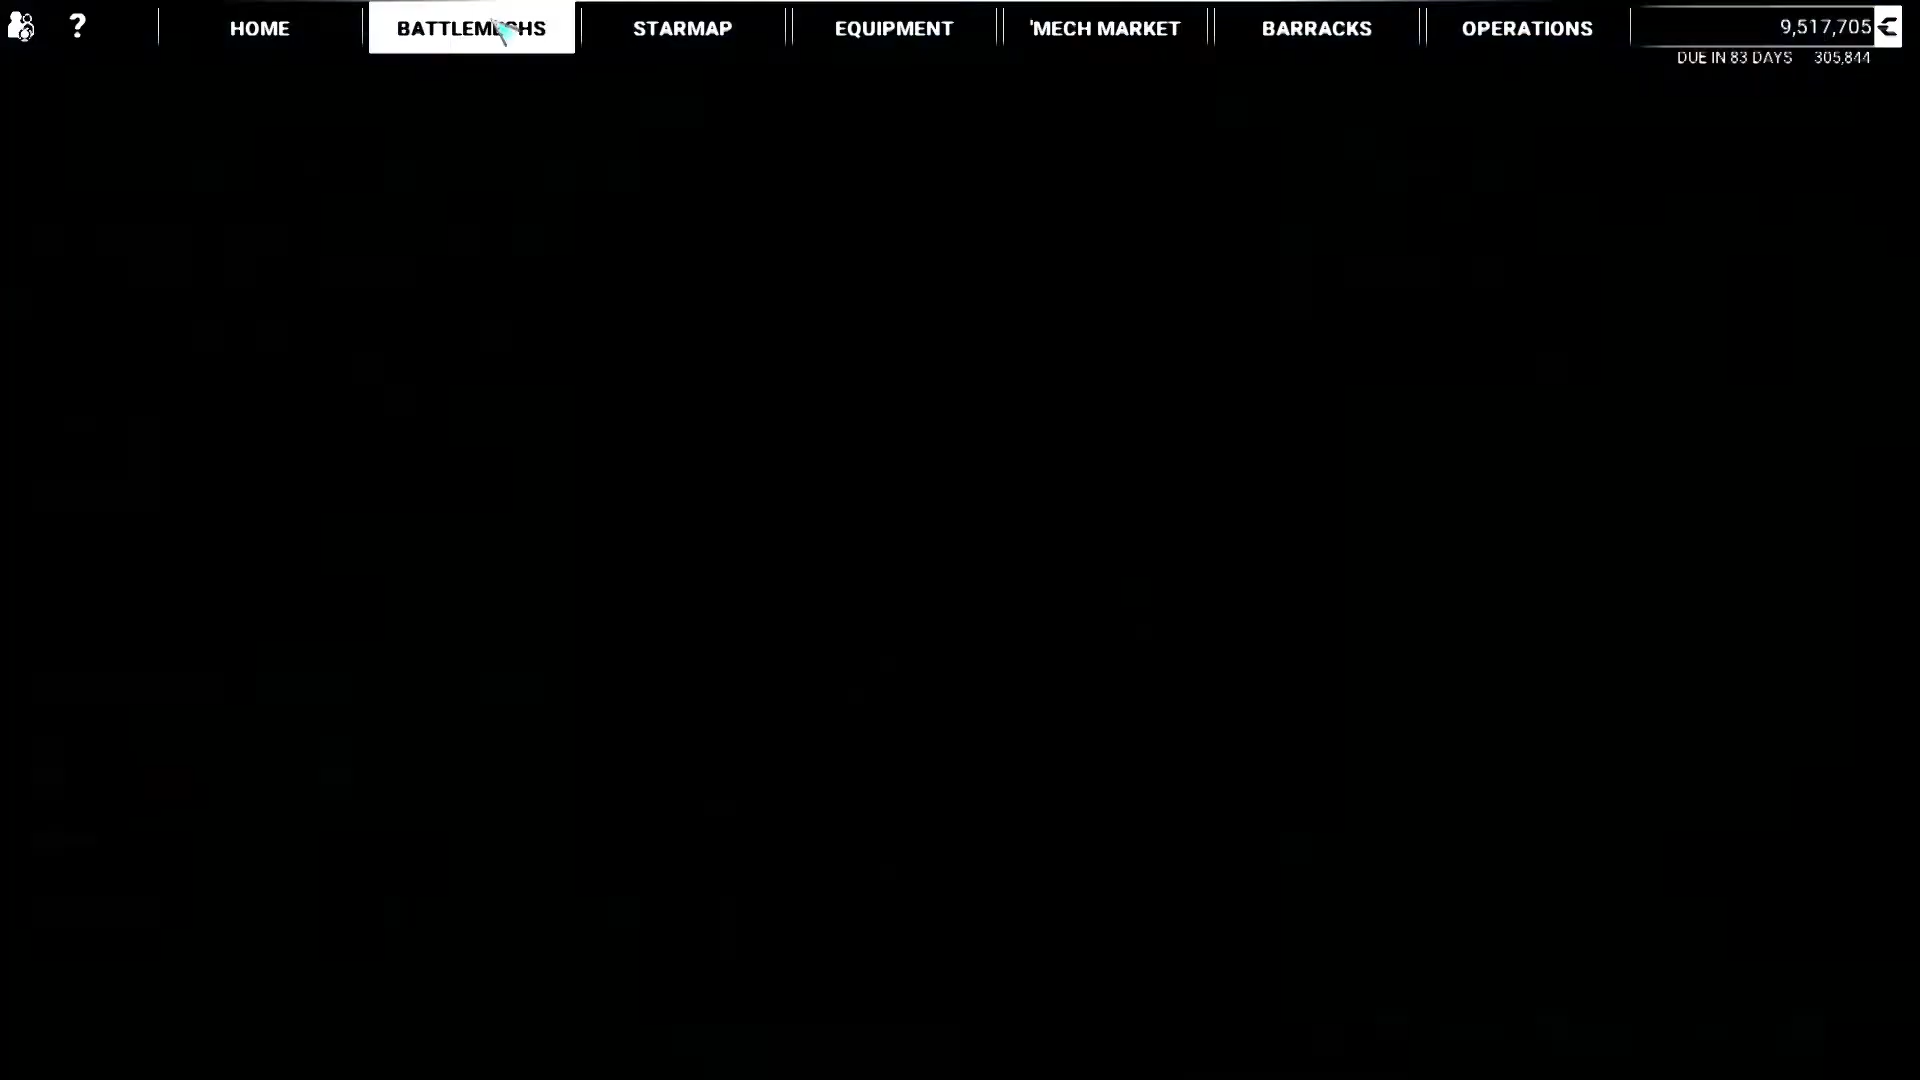 ?
HOME
BATTLEMECHS
STARMAP
EQUIPMENT
'MECH MARKET
BARRACKS
OPERATIONS
9,517,705
DUE IN 83 DAYS 305,844